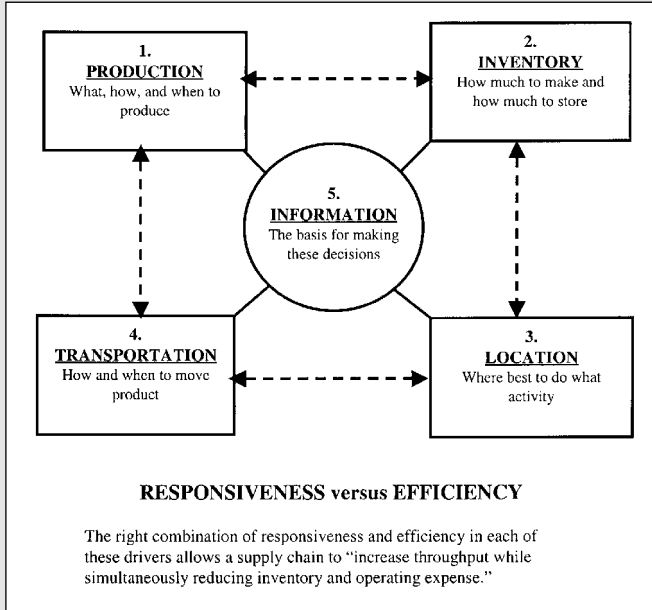 1.
PRODUCTION
What, how, and when to
produce
2.
INVENTORY
How much to make and
how much to store
5.
INFORMATION
The basis for making
these decisions
4.
TRANSPORTATION
How and when to move
product
3.
LOCATION
Where best to do what
activity
RESPONSIVENESS versus EFFICIENCY
The right combination of responsiveness and efficiency in each of
these drivers allows a supply chain to “increase throughput while
simultaneously reducing inventory and operating expense.”